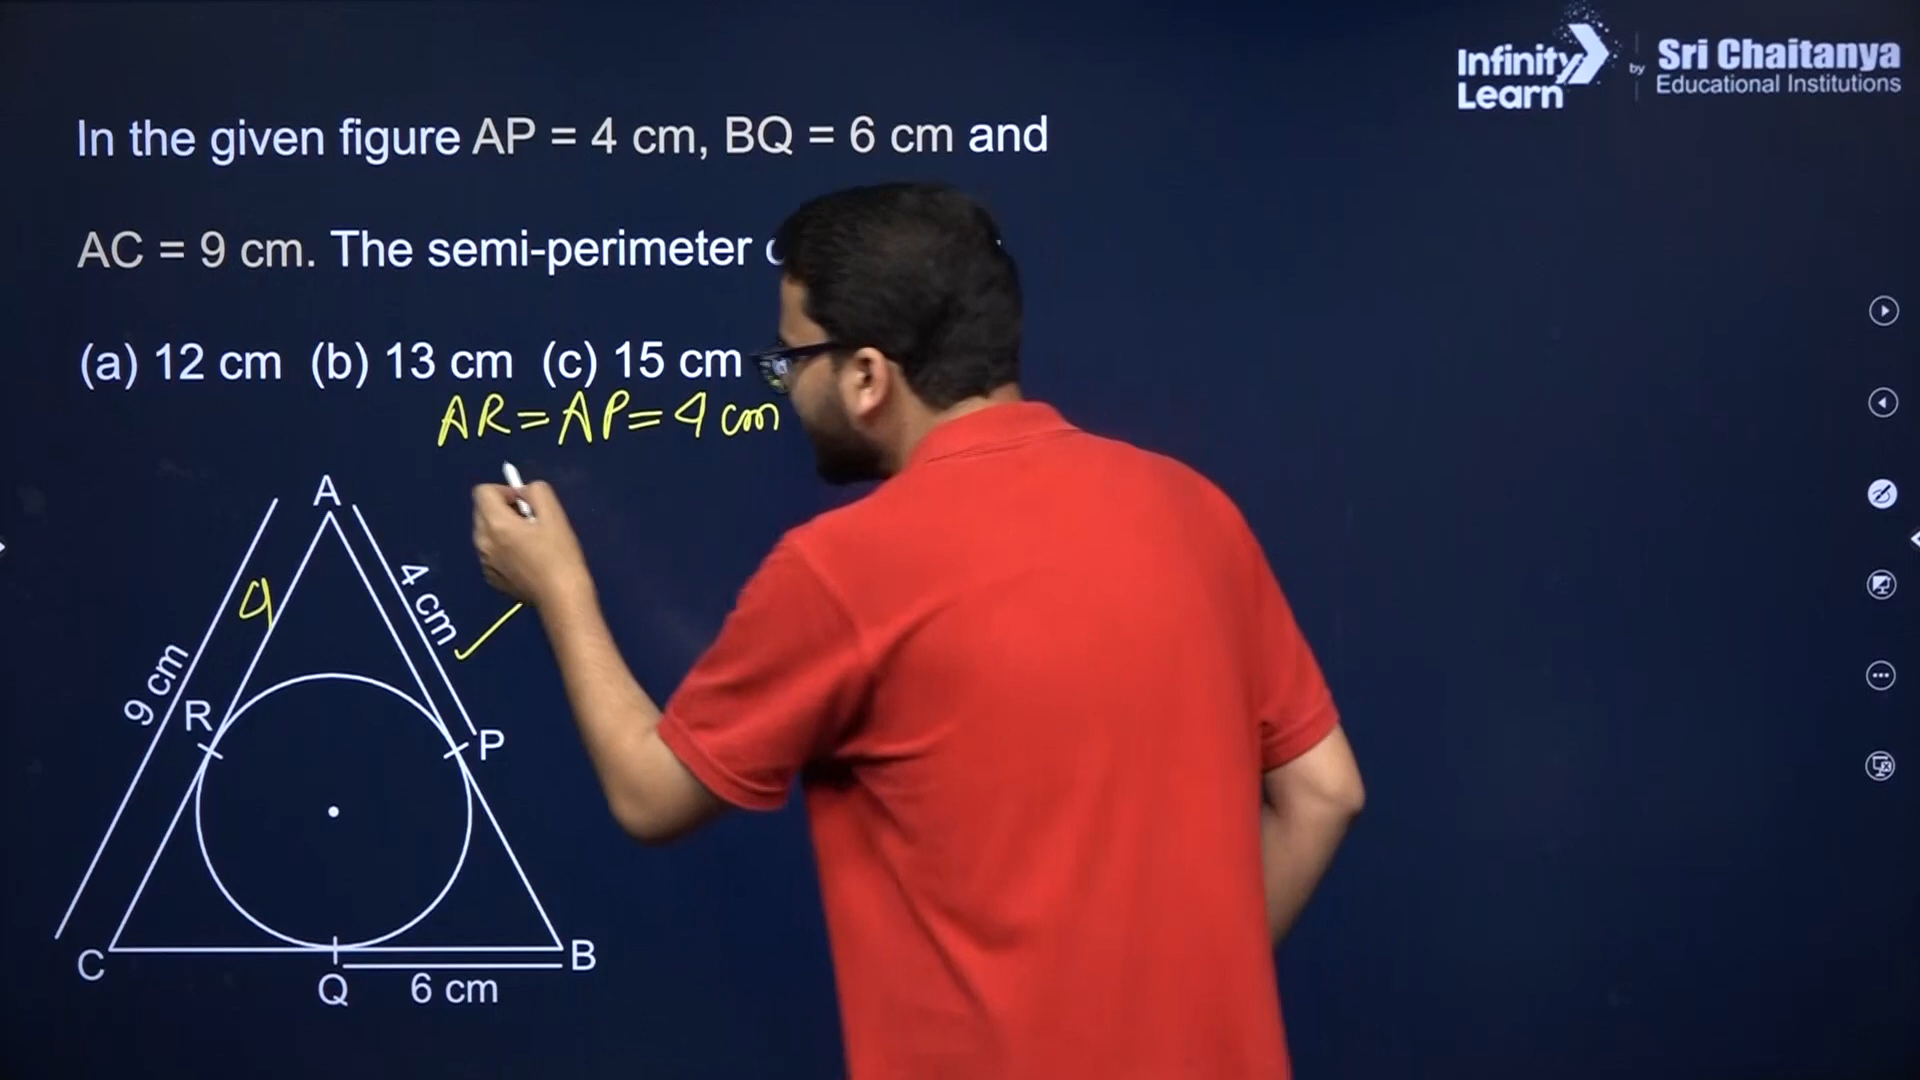 Infinity
Learn
by
Sri Chaitanya
Educational Institutions
In the given figure AP = 4 cm, BQ = 6 cm and
AC = 9 cm. The semi-perimeter
(a) 12 cm (b) 13 cm (c) 15 cm
AR = AP = 4 cm
A
4 cm
9 cm
R
P
C
B
Q
6 cm